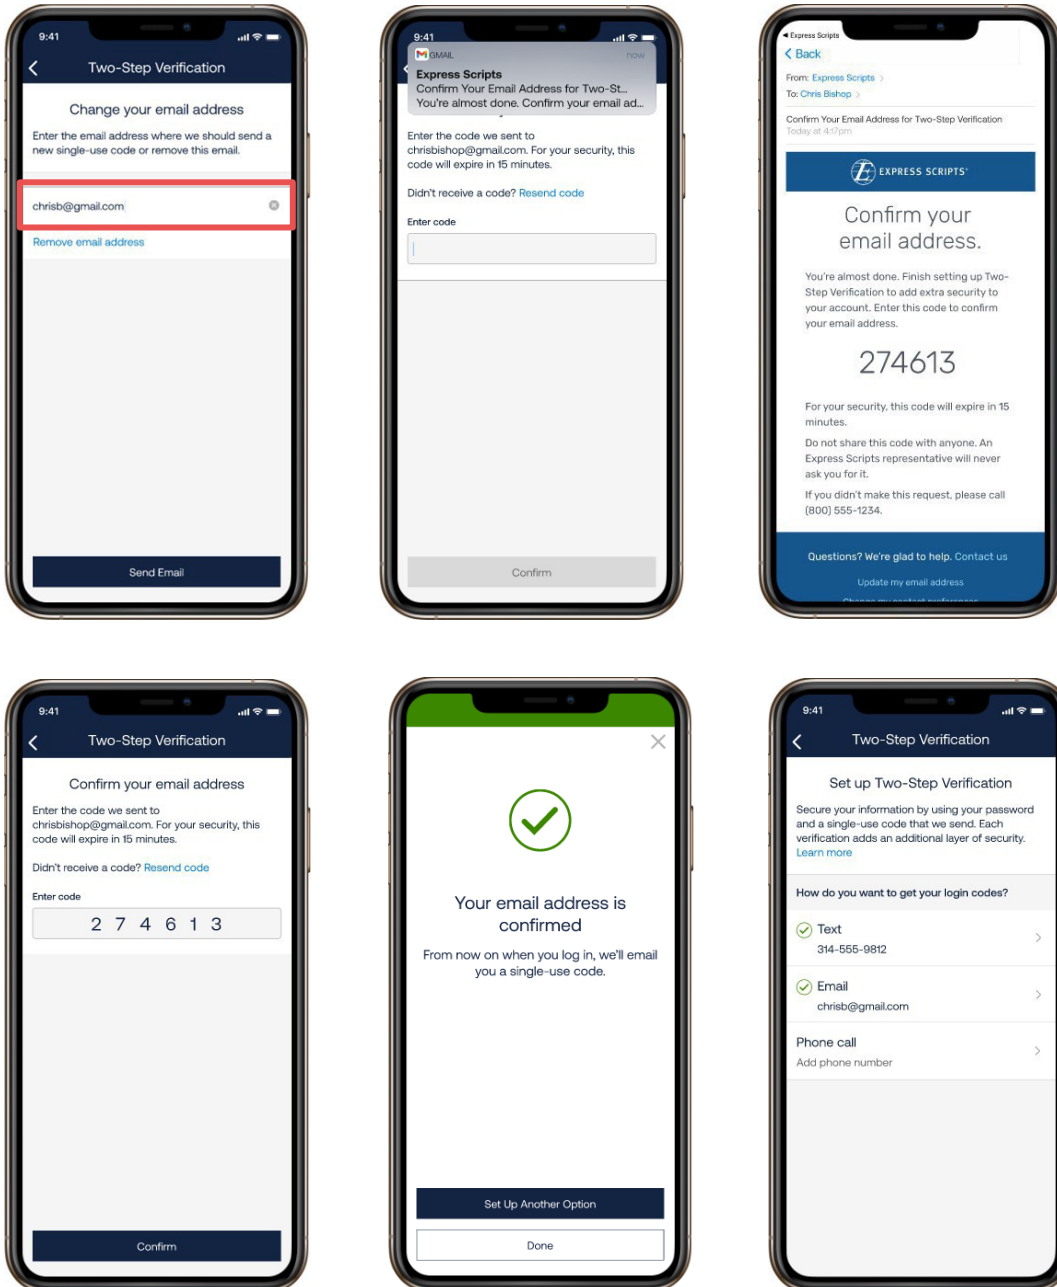 9:41
Two-Step Verification
Change your email address
Enter the email address where we should send a
new single-use code or remove this email.
chrisb@gmail.com
Remove email address
Send Email
9:41
GMAIL
now
Express Scripts
Confirm Your Email Address for Two-St...
You're almost done. Confirm your email ad...
Enter the code we sent to
chrisbishop@gmail.com. For your security, this
code will expire in 15 minutes.
Didn't receive a code? Resend code
Enter code
Confirm
Express Scripts
Back
From: Express Scripts
To: Chris Bishop
Confirm Your Email Address for Two-Step Verification
Today at 4:17pm
EXPRESS SCRIPTS®
Confirm your
email address.
You're almost done. Finish setting up Two-
Step Verification to add extra security to
your account. Enter this code to confirm
your email address.
274613
For your security, this code will expire in 15
minutes.
Do not share this code with anyone. An
Express Scripts representative will never
ask you for it.
If you didn't make this request, please call
(800) 555-1234.
Questions? We're glad to help. Contact us
Update my email address
Change my contact preferences
9:41
Two-Step Verification
Confirm your email address
Enter the code we sent to
chrisbishop@gmail.com. For your security, this
code will expire in 15 minutes.
Didn't receive a code? Resend code
Enter code
2 7 4 6 1 3
Confirm
Your email address is
confirmed
From now on when you log in, we'll email
you a single-use code.
Set Up Another Option
Done
9:41
Two-Step Verification
Set up Two-Step Verification
Secure your information by using your password
and a single-use code that we send. Each
verification adds an additional layer of security.
Learn more
How do you want to get your login codes?
Text
314-555-9812
Email
chrisb@gmail.com
Phone call
Add phone number